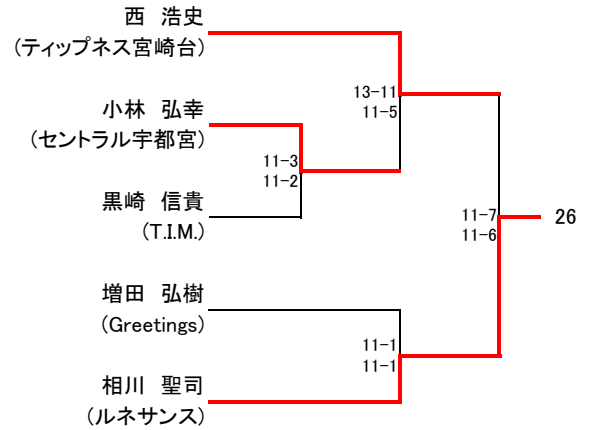 西　浩史
(ティップネス宮崎台)
13-11
11-5
小林　弘幸
(セントラル宇都宮)
11-3
11-2
黒崎　信貴
(T.I.M.)
11-7
11-6
26
増田　弘樹
(Greetings)
11-1
11-1
相川　聖司
(ルネサンス)